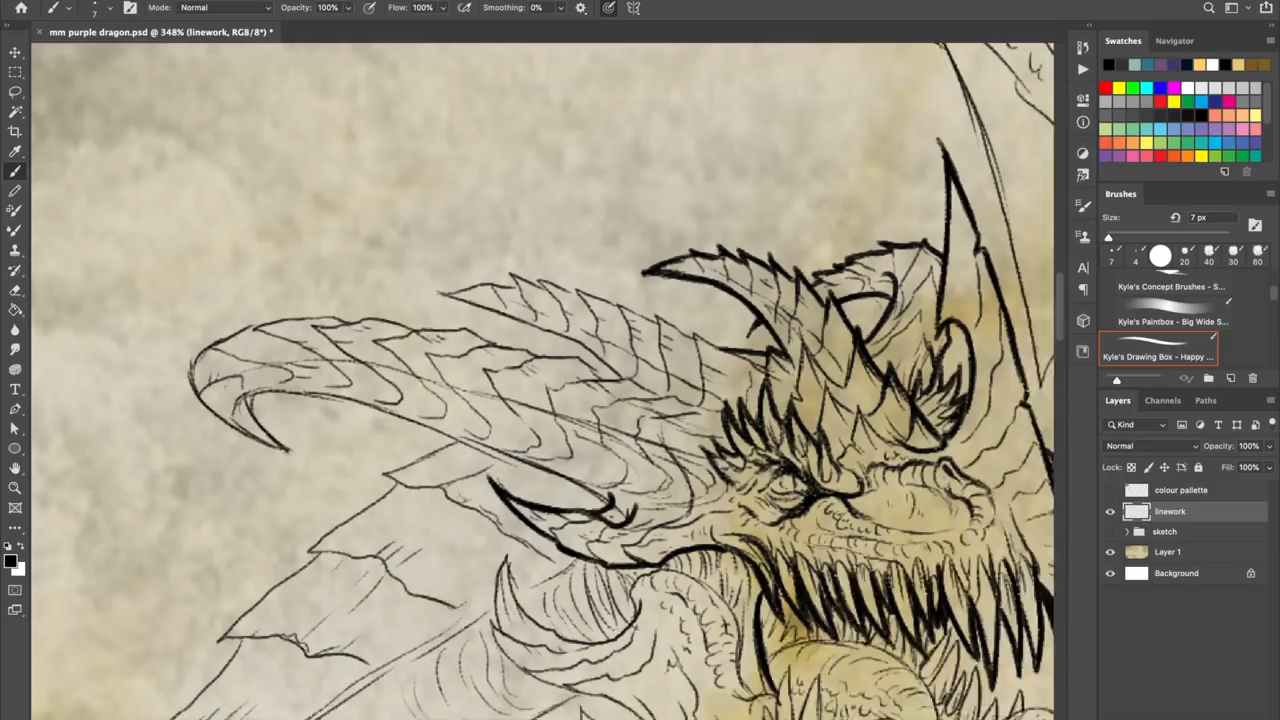 7 Mode: Normal Opacity: 100% Flow: 100% Smoothing: 0%
× mm purple dragon.psd @ 348% (linework, RGB/8*) *
Swatches Navigator
Brushes
Size: 7 px
7 4 20 40 30 60
Kyle's Concept Brushes - S...
Kyle's Paintbox - Big Wide S...
Kyle's Drawing Box - Happy ...
Layers Channels Paths
Kind
Normal Opacity: 100%
Lock: Fill: 100%
colour pallette
linework
sketch
Layer 1
Background